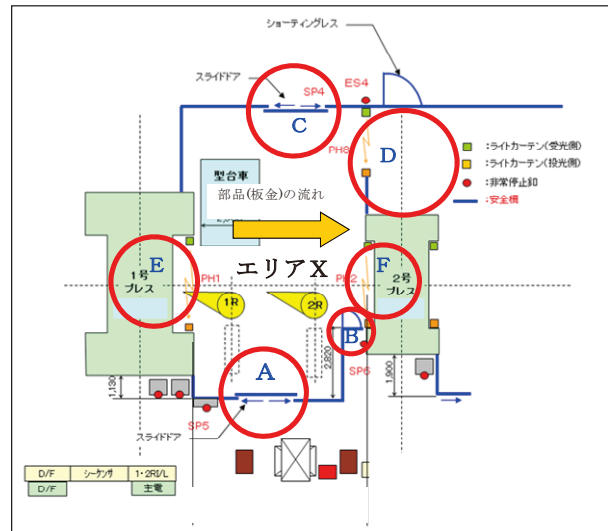 ショーティングレス
スライドドア
SP4
ES4
C
D
PH8
:ライトカーテン(受光側)
:ライトカーテン(投光側)
:非常停止釦
:安全柵
型台車
部品(板金)の流れ
エリアX
E
1号
プレス
PH1
1R
2R
PH2
F
2号
プレス
B
2,820
1,900
1,130
A
SP6
SP5
スライドドア
D/F
シーケンサ
1・2RI/L
D/F
主電